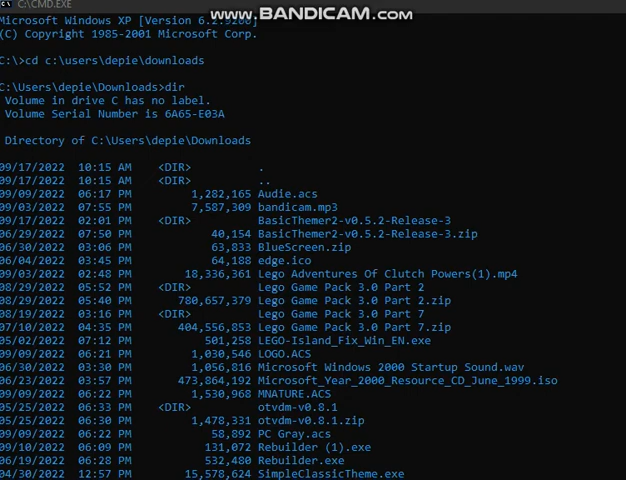 C:\CMD.EXE
www.BANDICAM.com
Microsoft Windows XP [Version 6.2.9200]
(C) Copyright 1985-2001 Microsoft Corp.
C:\>cd c:\users\depie\downloads
C:\Users\depie\Downloads>dir
Volume in drive C has no label.
Volume Serial Number is 6A65-E03A
Directory of C:\Users\depie\Downloads
09/17/2022 10:15 AM <DIR> .
09/17/2022 10:15 AM <DIR> ..
09/09/2022 06:17 PM 1,282,165 Audie.acs
09/03/2022 07:55 PM 7,587,309 bandicam.mp3
09/17/2022 02:01 PM <DIR> BasicThemer2-v0.5.2-Release-3
06/29/2022 07:50 PM 40,154 BasicThemer2-v0.5.2-Release-3.zip
06/30/2022 03:06 PM 63,833 BlueScreen.zip
06/04/2022 03:45 PM 64,188 edge.ico
09/03/2022 02:48 PM 18,336,361 Lego Adventures Of Clutch Powers(1).mp4
08/29/2022 05:52 PM <DIR> Lego Game Pack 3.0 Part 2
08/29/2022 05:40 PM 780,657,379 Lego Game Pack 3.0 Part 2.zip
08/19/2022 03:16 PM <DIR> Lego Game Pack 3.0 Part 7
07/10/2022 04:35 PM 404,556,853 Lego Game Pack 3.0 Part 7.zip
05/02/2022 07:12 PM 501,258 LEGO-Island_Fix_Win_EN.exe
09/09/2022 06:21 PM 1,030,546 LOGO.ACS
06/30/2022 03:30 PM 1,056,816 Microsoft Windows 2000 Startup Sound.wav
06/23/2022 03:57 PM 473,864,192 Microsoft_Year_2000_Resource_CD_June_1999.iso
09/09/2022 06:22 PM 1,530,968 MNATURE.ACS
05/25/2022 06:33 PM <DIR> otvdm-v0.8.1
05/25/2022 06:30 PM 1,478,331 otvdm-v0.8.1.zip
09/09/2022 06:22 PM 58,892 PC Gray.acs
09/10/2022 06:09 PM 131,072 Rebuilder (1).exe
06/19/2022 06:28 PM 532,480 Rebuilder.exe
04/30/2022 12:57 PM 15,578,624 SimpleClassicTheme.exe